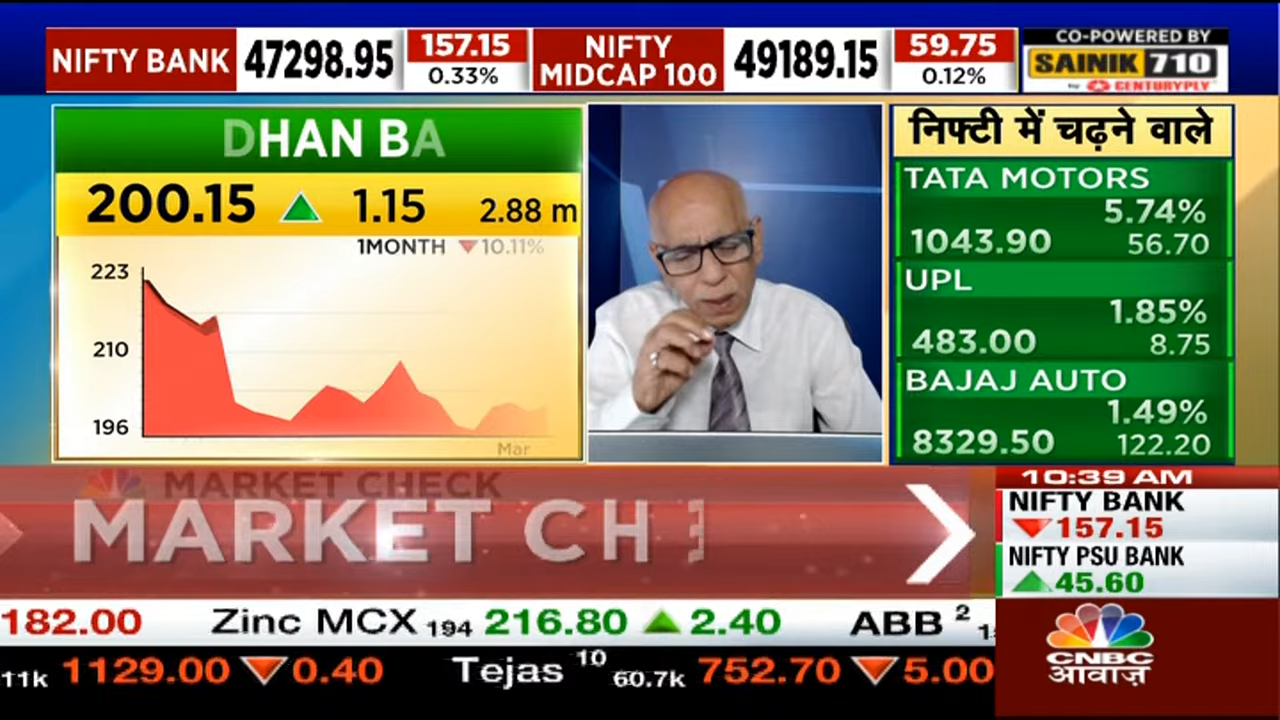 NIFTY BANK 47298.95 157.15 0.33%
NIFTY MIDCAP 100 49189.15 59.75 0.12%
CO-POWERED BY
SAINIK 710
by CENTURYPLY
DHAN BA
200.15 1.15 2.88 m
1MONTH 10.11%
223
210
196
Mar
निफ्टी में चढ़ने वाले
TATA MOTORS
5.74%
1043.90 56.70
UPL
1.85%
483.00 8.75
BAJAJ AUTO
1.49%
8329.50 122.20
MARKET CHECK
MARKET CH
10:39 AM
NIFTY BANK
157.15
NIFTY PSU BANK
45.60
182.00 Zinc MCX 194 216.80 2.40 ABB 2
11k 1129.00 0.40 Tejas 10 60.7k 752.70 5.00
CNBC
आवाज़